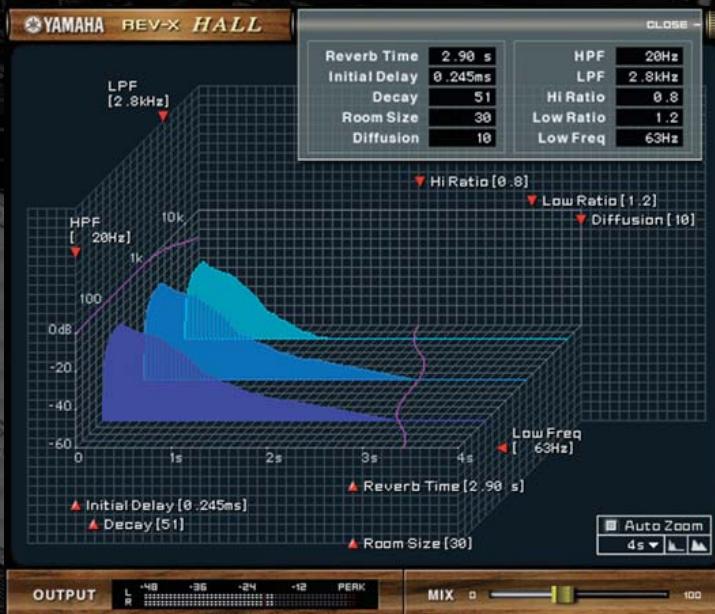 YAMAHA REV-X HALL
CLOSE –
Reverb Time 2.90 s
Initial Delay 0.245ms
Decay 51
Room Size 30
Diffusion 10
HPF 20Hz
LPF 2.8kHz
Hi Ratio 0.8
Low Ratio 1.2
Low Freq 63Hz
LPF
[2.8kHz]
Hi Ratio[0.8]
Low Ratio[1.2]
Diffusion[10]
HPF
[ 20Hz]
10k
1k
100
0dB
-20
-40
-60
0 1s 2s 3s 4s
Low Freq
[ 63Hz]
Reverb Time[2.90 s]
Initial Delay[0.245ms]
Decay[51]
Room Size[30]
Auto Zoom
4s
OUTPUT L R -48 -36 -24 -12 PEAK
MIX 0 100